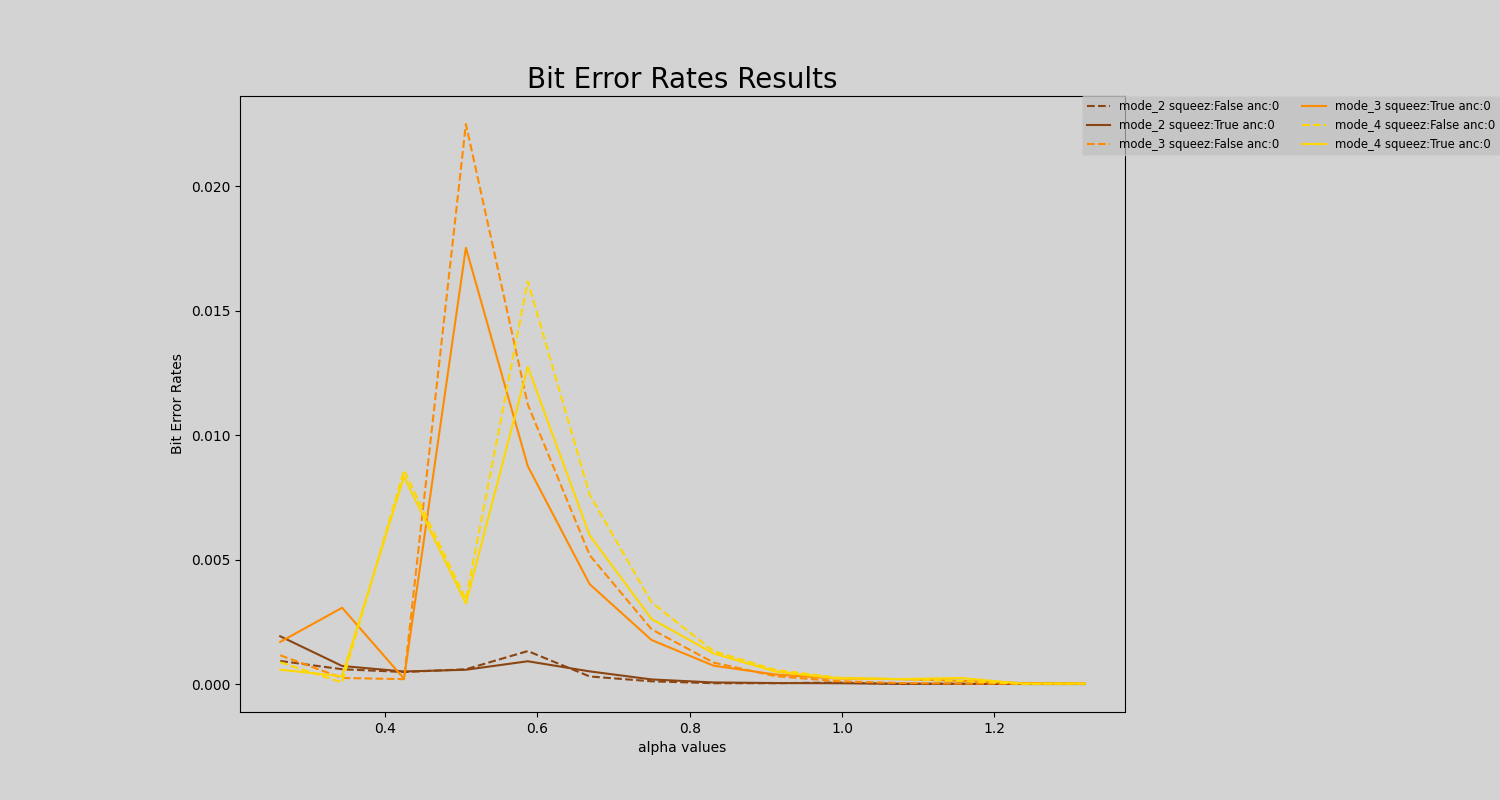 Bit Error Rates Results
mode_2 squeez:False anc:0
mode_2 squeez:True anc:0
mode_3 squeez:False anc:0
mode_3 squeez:True anc:0
mode_4 squeez:False anc:0
mode_4 squeez:True anc:0
Bit Error Rates
0.020
0.015
0.010
0.005
0.000
0.4 0.6 0.8 1.0 1.2
alpha values